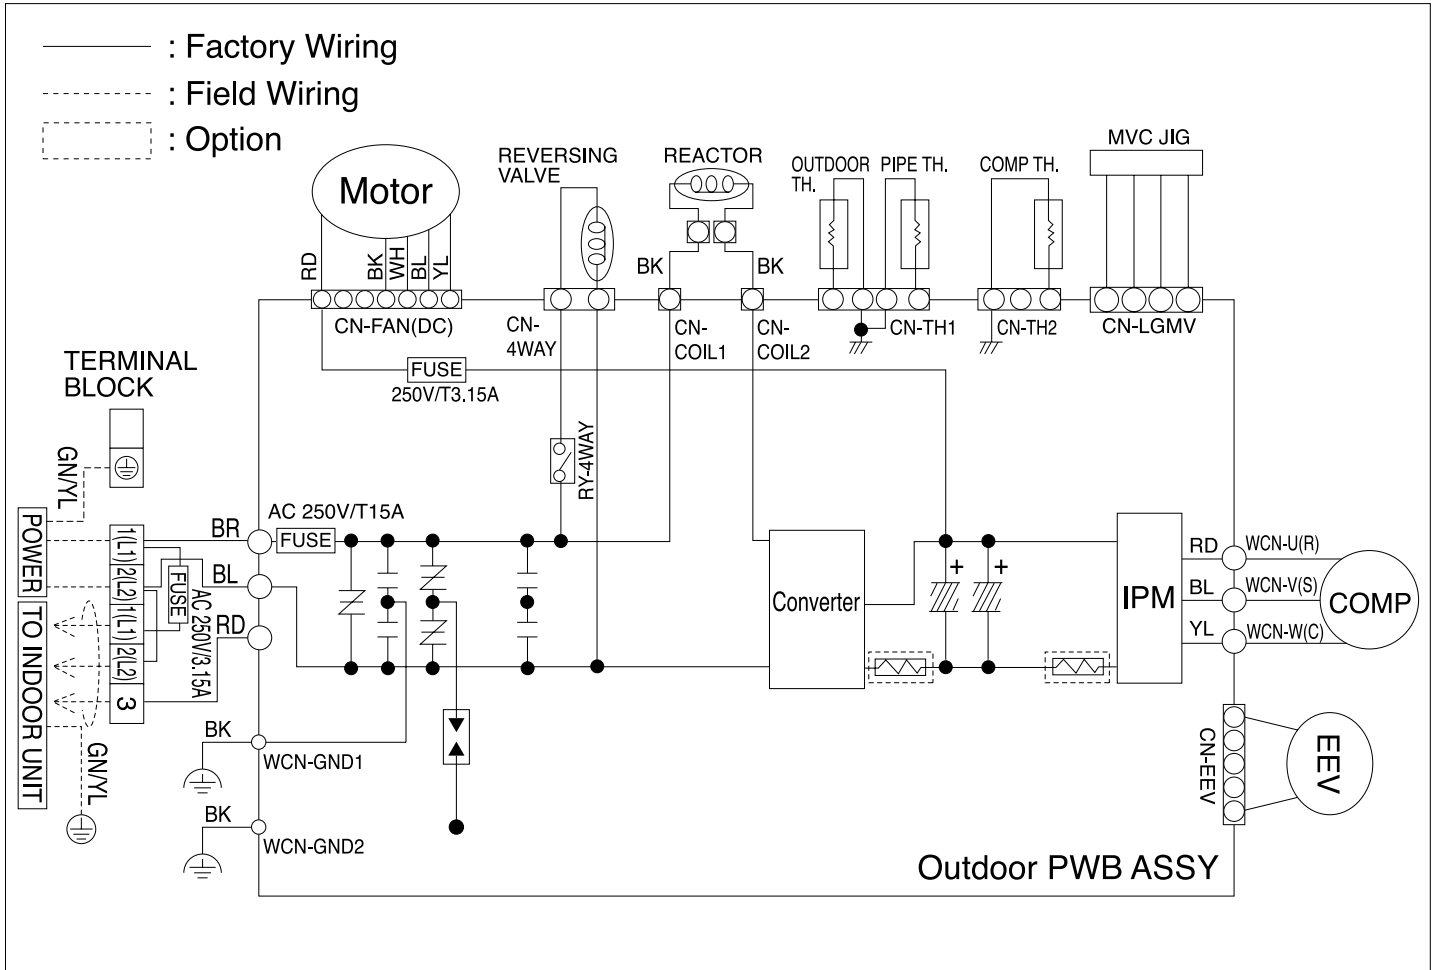 : Factory Wiring
: Field Wiring
: Option
Motor
REVERSING
VALVE
REACTOR
OUTDOOR
TH.
PIPE TH.
COMP TH.
MVC JIG
RD
BK
WH
BL
YL
BK
BK
CN-FAN(DC)
CN-
4WAY
CN-
COIL1
CN-
COIL2
CN-TH1
CN-TH2
CN-LGMV
FUSE
250V/T3.15A
TERMINAL
BLOCK
GN/YL
RY-4WAY
POWER
TO INDOOR UNIT
1(L1)
2(L2)
1(L1)
2(L2)
3
FUSE
AC 250V/3.15A
BR
BL
RD
AC 250V/T15A
FUSE
Converter
+
+
IPM
RD
BL
YL
WCN-U(R)
WCN-V(S)
WCN-W(C)
COMP
GN/YL
BK
WCN-GND1
BK
WCN-GND2
CN-EEV
EEV
Outdoor PWB ASSY